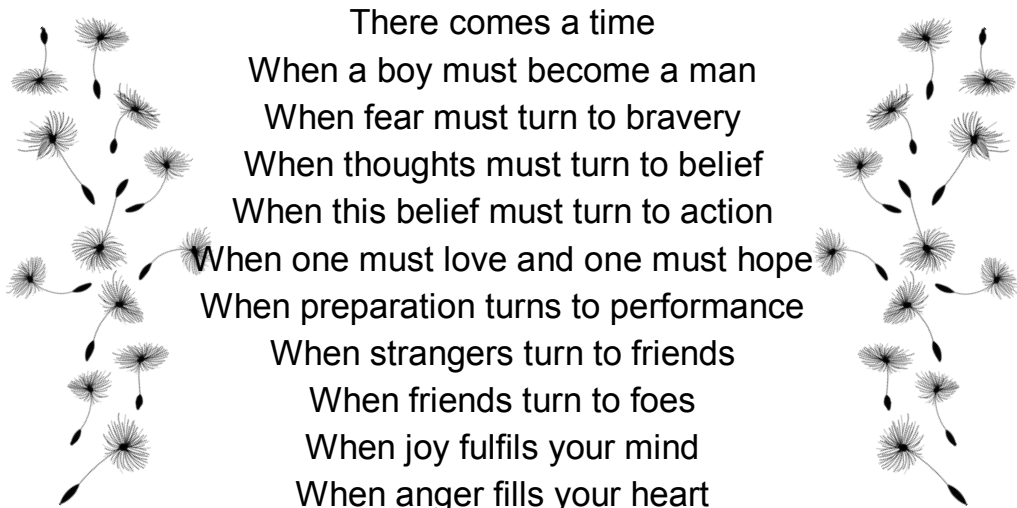 There comes a time
When a boy must become a man
When fear must turn to bravery
When thoughts must turn to belief
When this belief must turn to action
When one must love and one must hope
When preparation turns to performance
When strangers turn to friends
When friends turn to foes
When joy fulfils your mind
When anger fills your heart